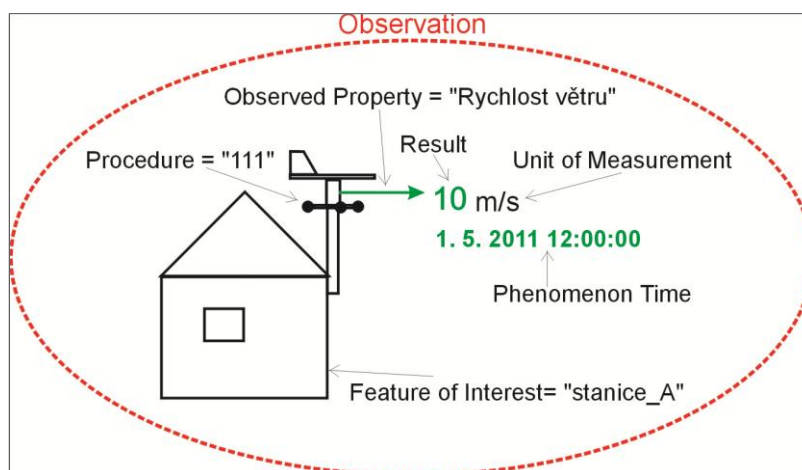 Observation
Observed Property = "Rychlost větru"
Procedure = "111"
Result
Unit of Measurement
10 m/s
1. 5. 2011 12:00:00
Phenomenon Time
Feature of Interest= "stanice_A"